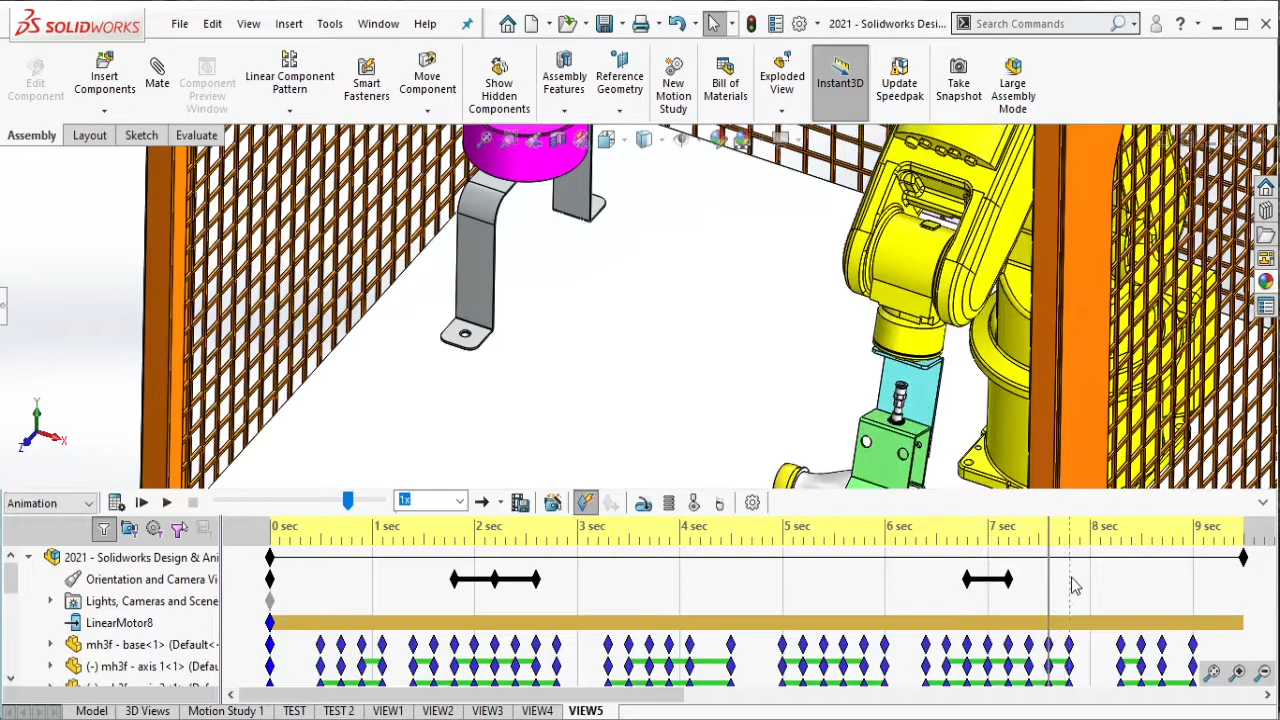 SOLIDWORKS
File Edit View Insert Tools Window Help
2021 - Solidworks Desi...
Search Commands
Edit Component
Insert Components
Mate
Component Preview Window
Linear Component Pattern
Smart Fasteners
Move Component
Show Hidden Components
Assembly Features
Reference Geometry
New Motion Study
Bill of Materials
Exploded View
Instant3D
Update Speedpak
Take Snapshot
Large Assembly Mode
Assembly Layout Sketch Evaluate
Y
X
Z
Animation
1x
0 sec 1 sec 2 sec 3 sec 4 sec 5 sec 6 sec 7 sec 8 sec 9 sec
2021 - Solidworks Design & Ani
Orientation and Camera Vi
Lights, Cameras and Scene
LinearMotor8
mh3f - base<1> (Default<
(-) mh3f - axis 1<1> (Defau
Model 3D Views Motion Study 1 TEST TEST 2 VIEW1 VIEW2 VIEW3 VIEW4 VIEW5